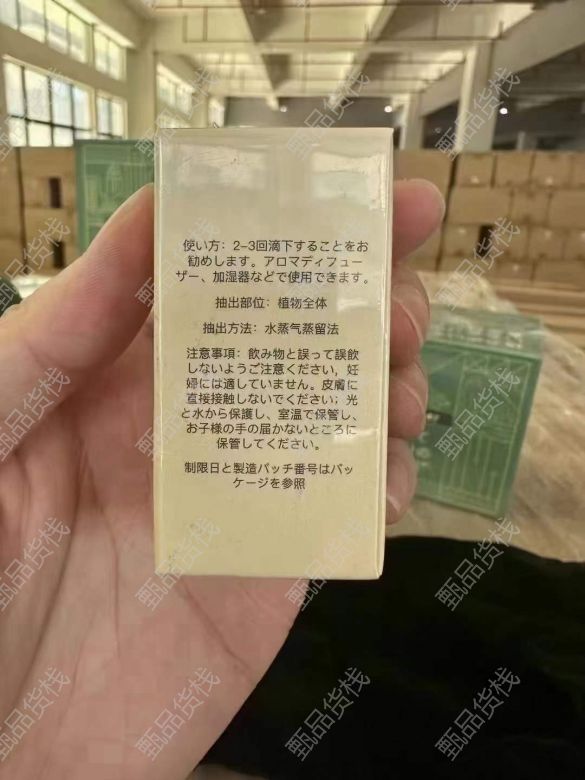 使い方: 2-3回滴下することをお
勧めします。アロマディフュー
ザー、加湿器などで使用できます。
抽出部位: 植物全体
抽出方法: 水蒸气蒸留法
注意事項: 飲み物と誤って誤飲
しないようご注意ください, 妊
婦には適していません。皮膚に
直接接触しないでください; 光
と水から保護し、室温で保管し、
お子様の手の届かないところに
保管してください。
制限日と製造バッチ番号はパッ
ケージを参照
甄品货栈